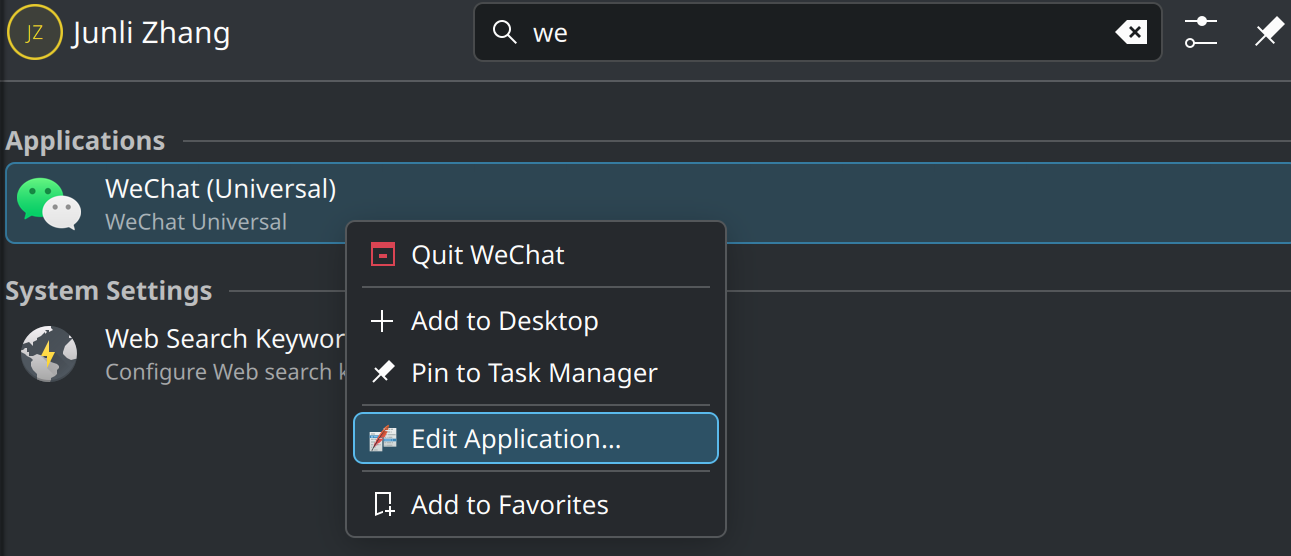 JZ
Junli Zhang
we
Applications
WeChat (Universal)
WeChat Universal
Quit WeChat
System Settings
Add to Desktop
Web Search Keywor
Configure Web search k
Pin to Task Manager
Edit Application...
Add to Favorites